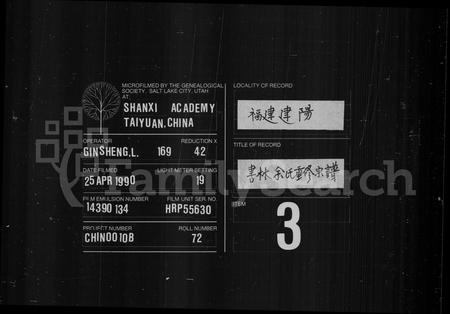 MICROFILMED BY THE GENEALOGICAL
SOCIETY, SALT LAKE CITY, UTAH
AT:
SHANXI ACADEMY
TAIYUAN, CHINA
OPERATOR
REDUCTION X
GINSHENG, L. 169 42
DATE FILMED
LIGHT METER SETTING
25 APR 1990 19
FILM EMULSION NUMBER
FILM UNIT SER. NO.
14390 134 HRP55630
PROJECT NUMBER
ROLL NUMBER
CHIN0010B 72
LOCALITY OF RECORD
福建建陽
TITLE OF RECORD
書林余氏重修宗譜
ITEM
3
FamilySearch